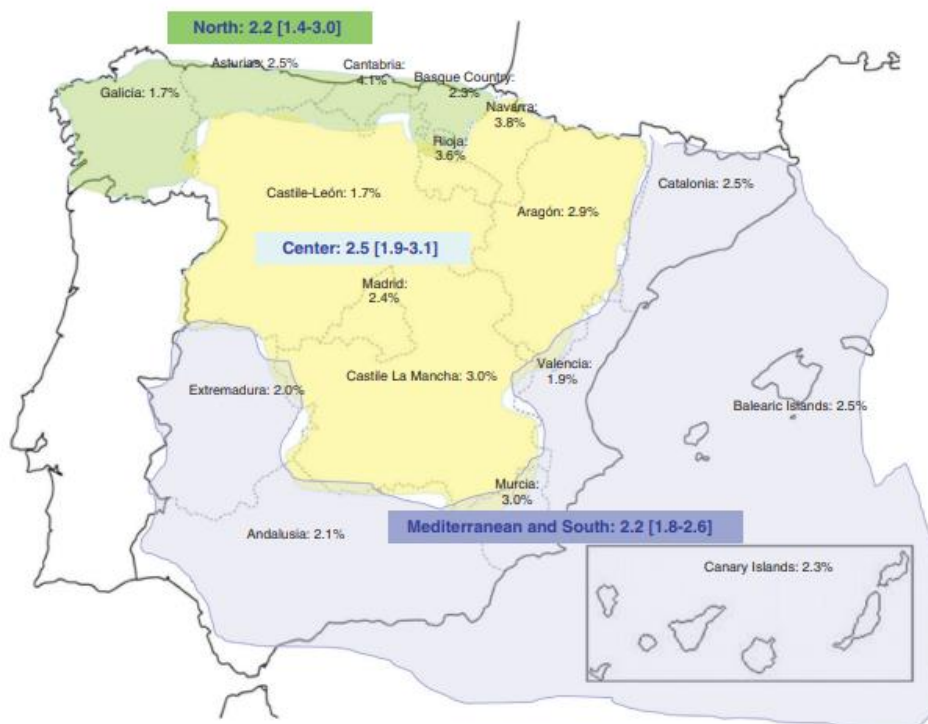 North: 2.2 [1.4-3.0]
Asturias: 2.5%
Cantabria:
4.1%
Basque Country:
2.3%
Galicia: 1.7%
Navarra:
3.8%
Rioja:
3.6%
Catalonia: 2.5%
Castile-León: 1.7%
Aragón: 2.9%
Center: 2.5 [1.9-3.1]
Madrid:
2.4%
Valencia:
1.9%
Castile La Mancha: 3.0%
Extremadura: 2.0%
Balearic Islands: 2.5%
Murcia:
3.0%
Mediterranean and South: 2.2 [1.8-2.6]
Andalusia: 2.1%
Canary Islands: 2.3%